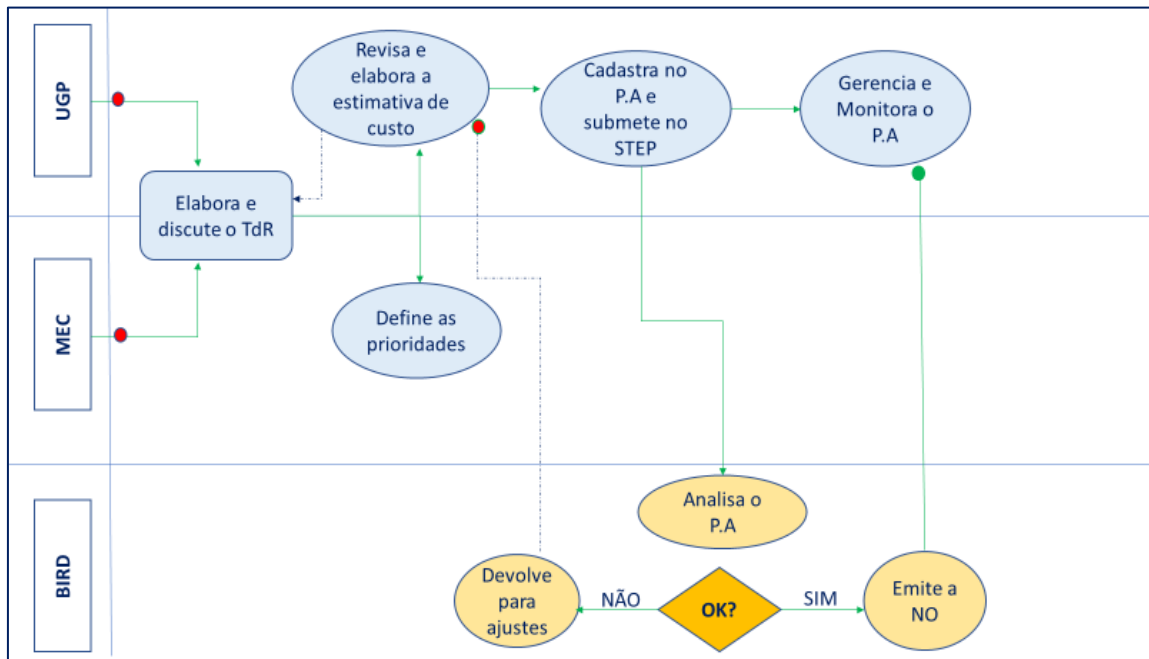 UGP
Revisa e
elabora a
estimativa de
custo
Cadastra no
P.A e
submete no
STEP
Gerencia e
Monitora o
P.A
Elabora e
discute o TdR
MEC
Define as
prioridades
BIRD
Analisa o
P.A
Devolve
para
ajustes
NÃO
OK?
SIM
Emite a
NO